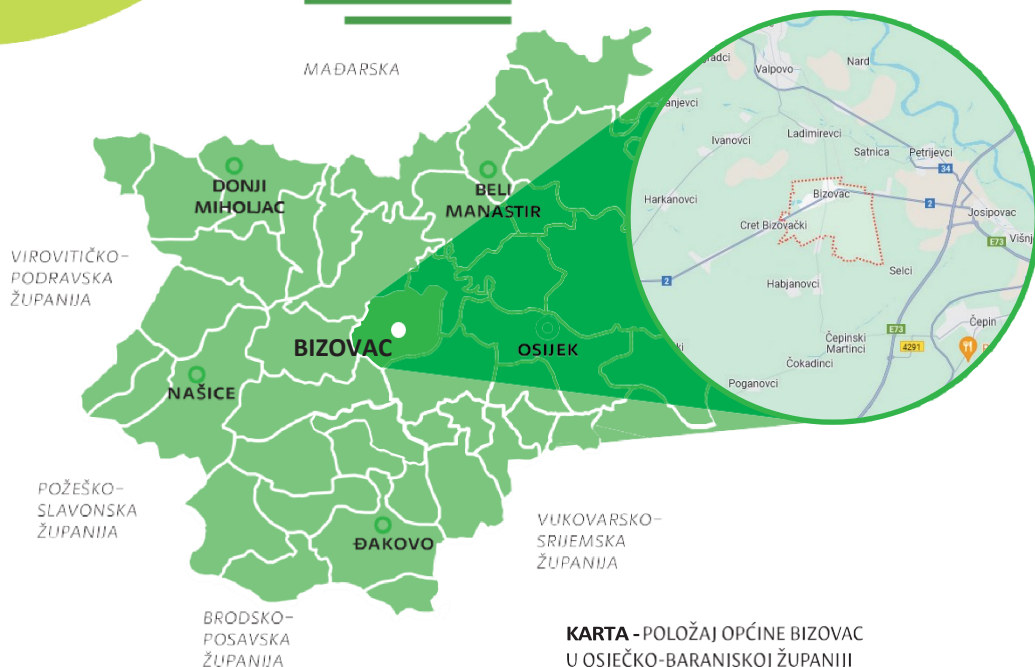 MAĐARSKA
DONJI
MIHOLJAC
BELI
MANASTIR
VIROVITIČKO-
PODRAVSKA
ŽUPANIJA
BIZOVAC
OSIJEK
NAŠICE
POŽEŠKO-
SLAVONSKA
ŽUPANIJA
ĐAKOVO
VUKOVARSKO-
SRIJEMSKA
ŽUPANIJA
BRODSKO-
POSAVSKA
ŽUPANIJA
Nard
Valpovo
Ivanovci
Ladimirevci
Satnica
Petrijevci
34
Harkanovci
Bizovac
2
Josipovac
Cret Bizovački
E73
2
Selci
Habjanovci
Čepin
E73
Čepinski
Martinci
4291
Čokadinci
Poganovci
KARTA - POLOŽAJ OPĆINE BIZOVAC
U OSJEČKO-BARANJSKOJ ŽUPANIJI